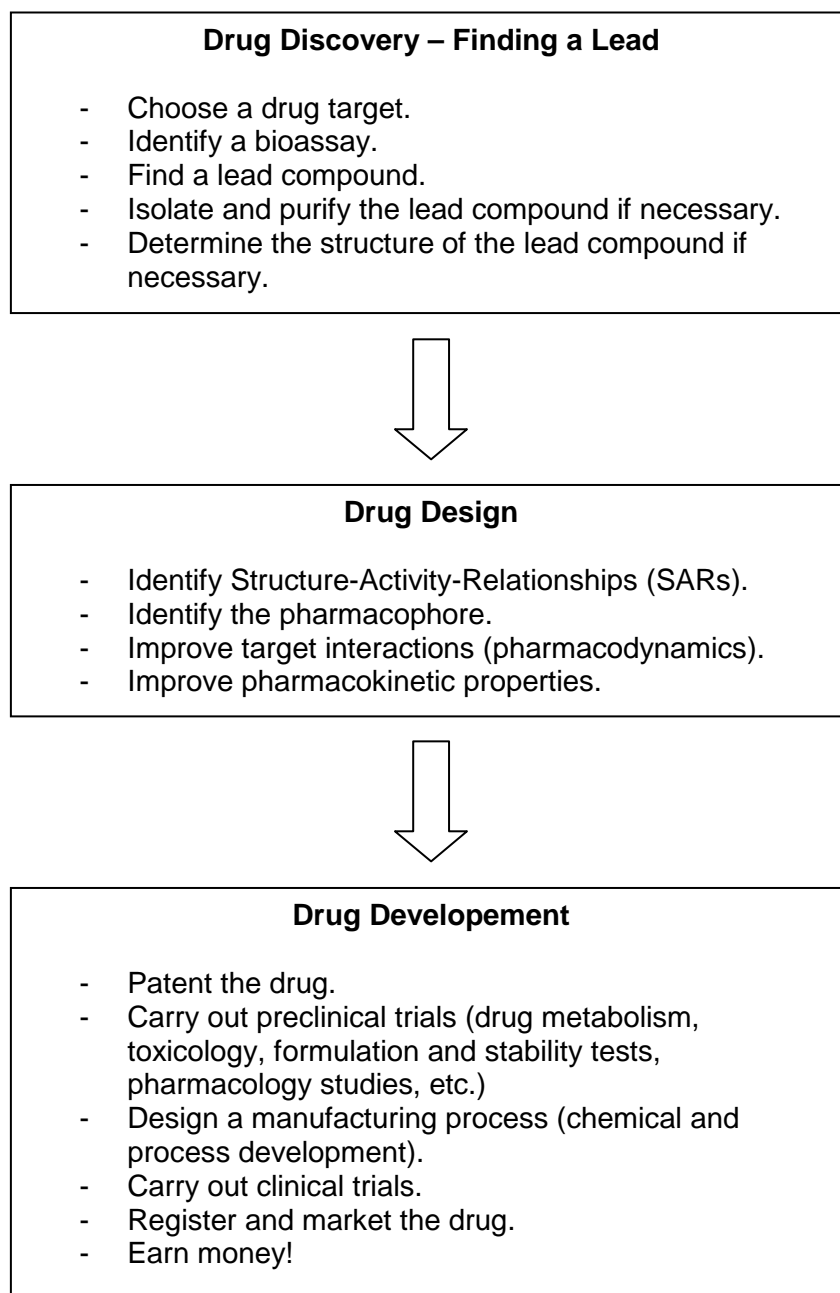 Drug Discovery – Finding a Lead
- Choose a drug target.
- Identify a bioassay.
- Find a lead compound.
- Isolate and purify the lead compound if necessary.
- Determine the structure of the lead compound if
necessary.
Drug Design
- Identify Structure-Activity-Relationships (SARs).
- Identify the pharmacophore.
- Improve target interactions (pharmacodynamics).
- Improve pharmacokinetic properties.
Drug Developement
- Patent the drug.
- Carry out preclinical trials (drug metabolism,
toxicology, formulation and stability tests,
pharmacology studies, etc.)
- Design a manufacturing process (chemical and
process development).
- Carry out clinical trials.
- Register and market the drug.
- Earn money!